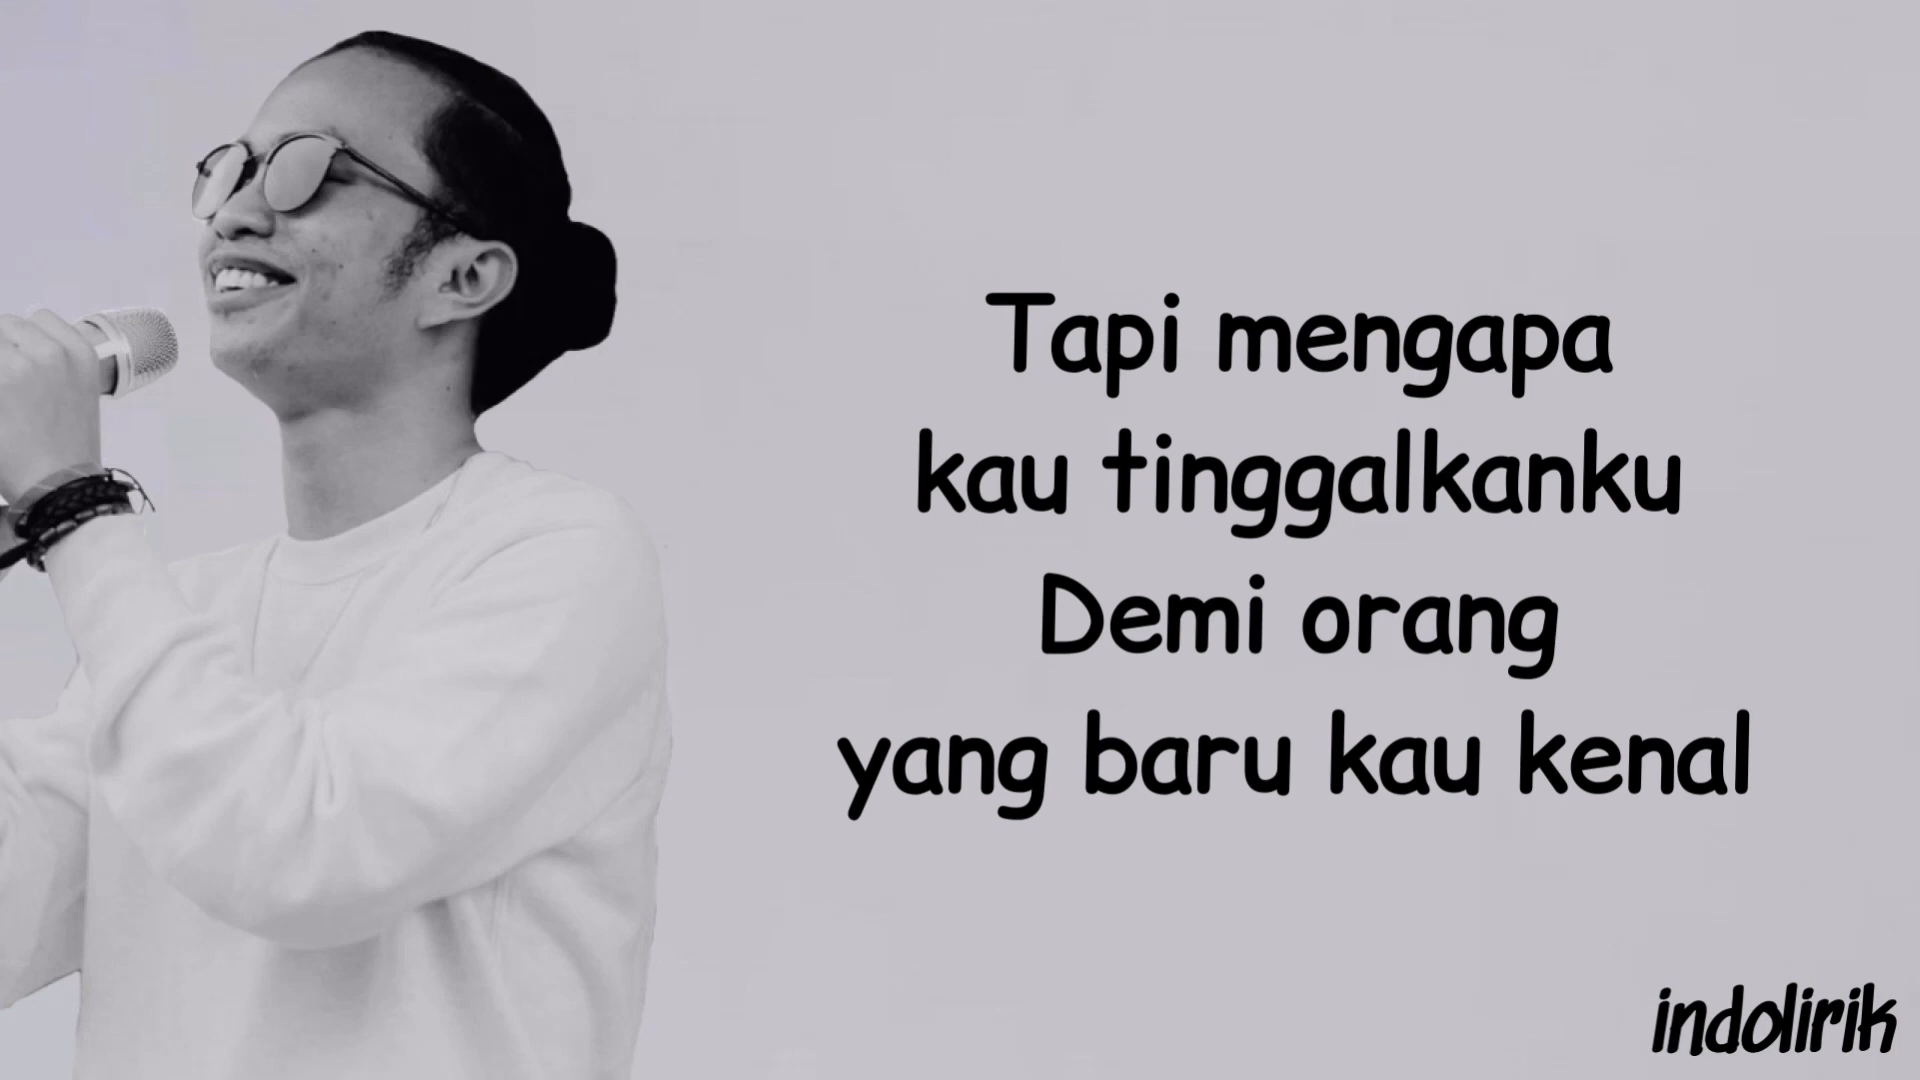 Tapi mengapa
kau tinggalkanku
Demi orang
yang baru kau kenal
indolirik